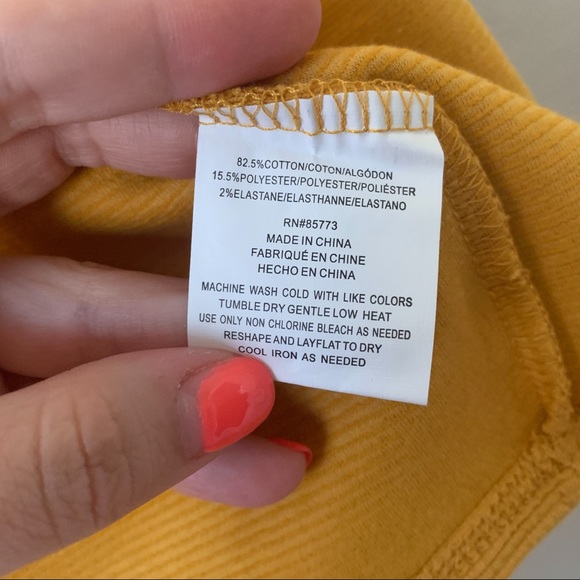 82.5%COTTON/COTON/ALGÓDON
15.5%POLYESTER/POLYESTER/POLIÉSTER
2%ELASTANE/ELASTHANNE/ELASTANO
RN#85773
MADE IN CHINA
FABRIQUÉ EN CHINE
HECHO EN CHINA
MACHINE WASH COLD WITH LIKE COLORS
TUMBLE DRY GENTLE LOW HEAT
USE ONLY NON CHLORINE BLEACH AS NEEDED
RESHAPE AND LAYFLAT TO DRY
COOL IRON AS NEEDED